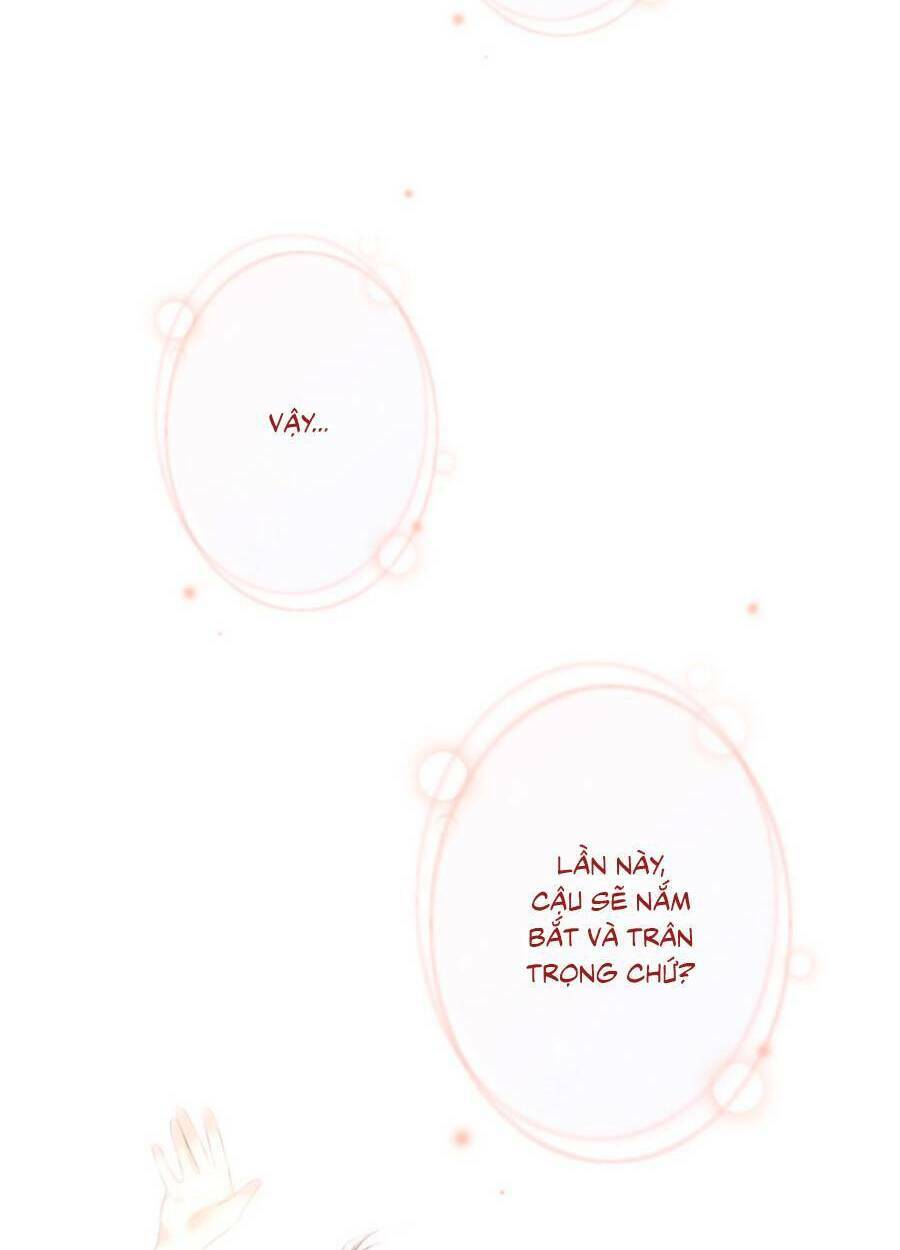 VẬY...
LẦN NÀY,
CẬU SẼ NẮM
BẮT VÀ TRÂN
TRỌNG CHỨ?